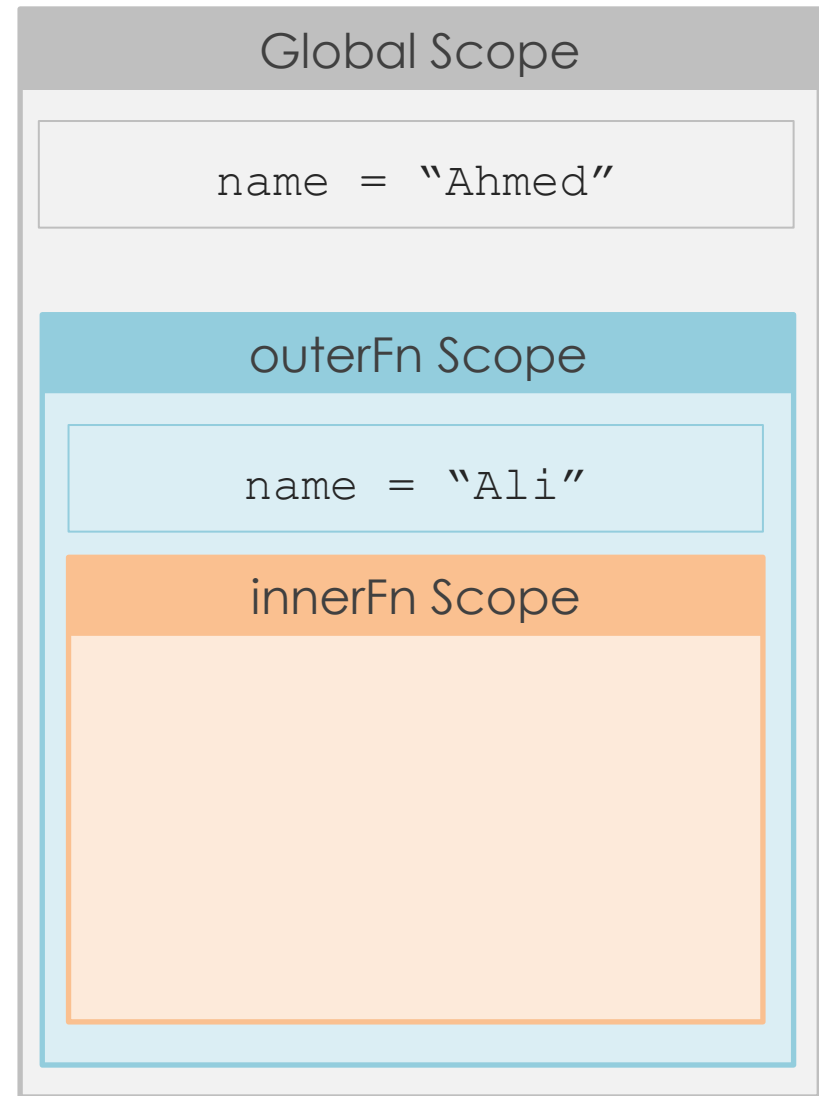 Global Scope
name = “Ahmed”
outerFn Scope
name = “Ali”
innerFn Scope